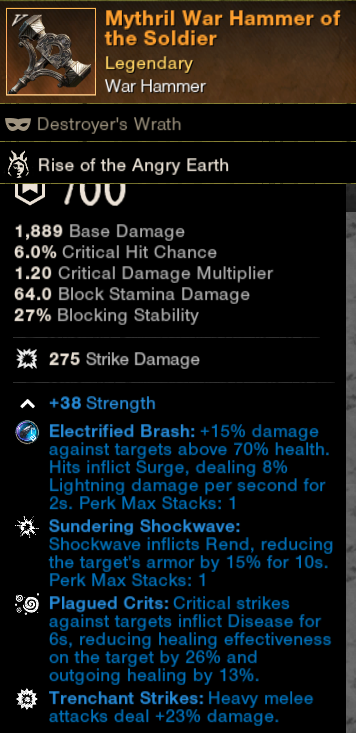 Mythril War Hammer of
the Soldier
Legendary
War Hammer
Destroyer's Wrath
Rise of the Angry Earth
700
1,889 Base Damage
6.0% Critical Hit Chance
1.20 Critical Damage Multiplier
64.0 Block Stamina Damage
27% Blocking Stability
275 Strike Damage
+38 Strength
Electrified Brash: +15% damage
against targets above 70% health.
Hits inflict Surge, dealing 8%
Lightning damage per second for
2s. Perk Max Stacks: 1
Sundering Shockwave:
Shockwave inflicts Rend, reducing
the target's armor by 15% for 10s.
Perk Max Stacks: 1
Plagued Crits: Critical strikes
against targets inflict Disease for
6s, reducing healing effectiveness
on the target by 26% and
outgoing healing by 13%.
Trenchant Strikes: Heavy melee
attacks deal +23% damage.